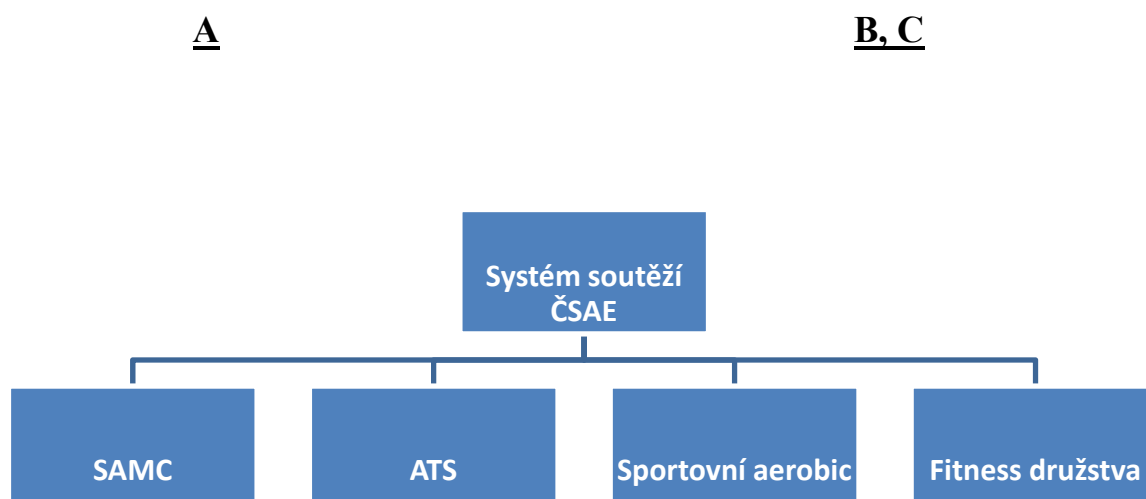 A
B, C
Systém soutěží
ČSAE
SAMC
ATS
Sportovní aerobic
Fitness družstva